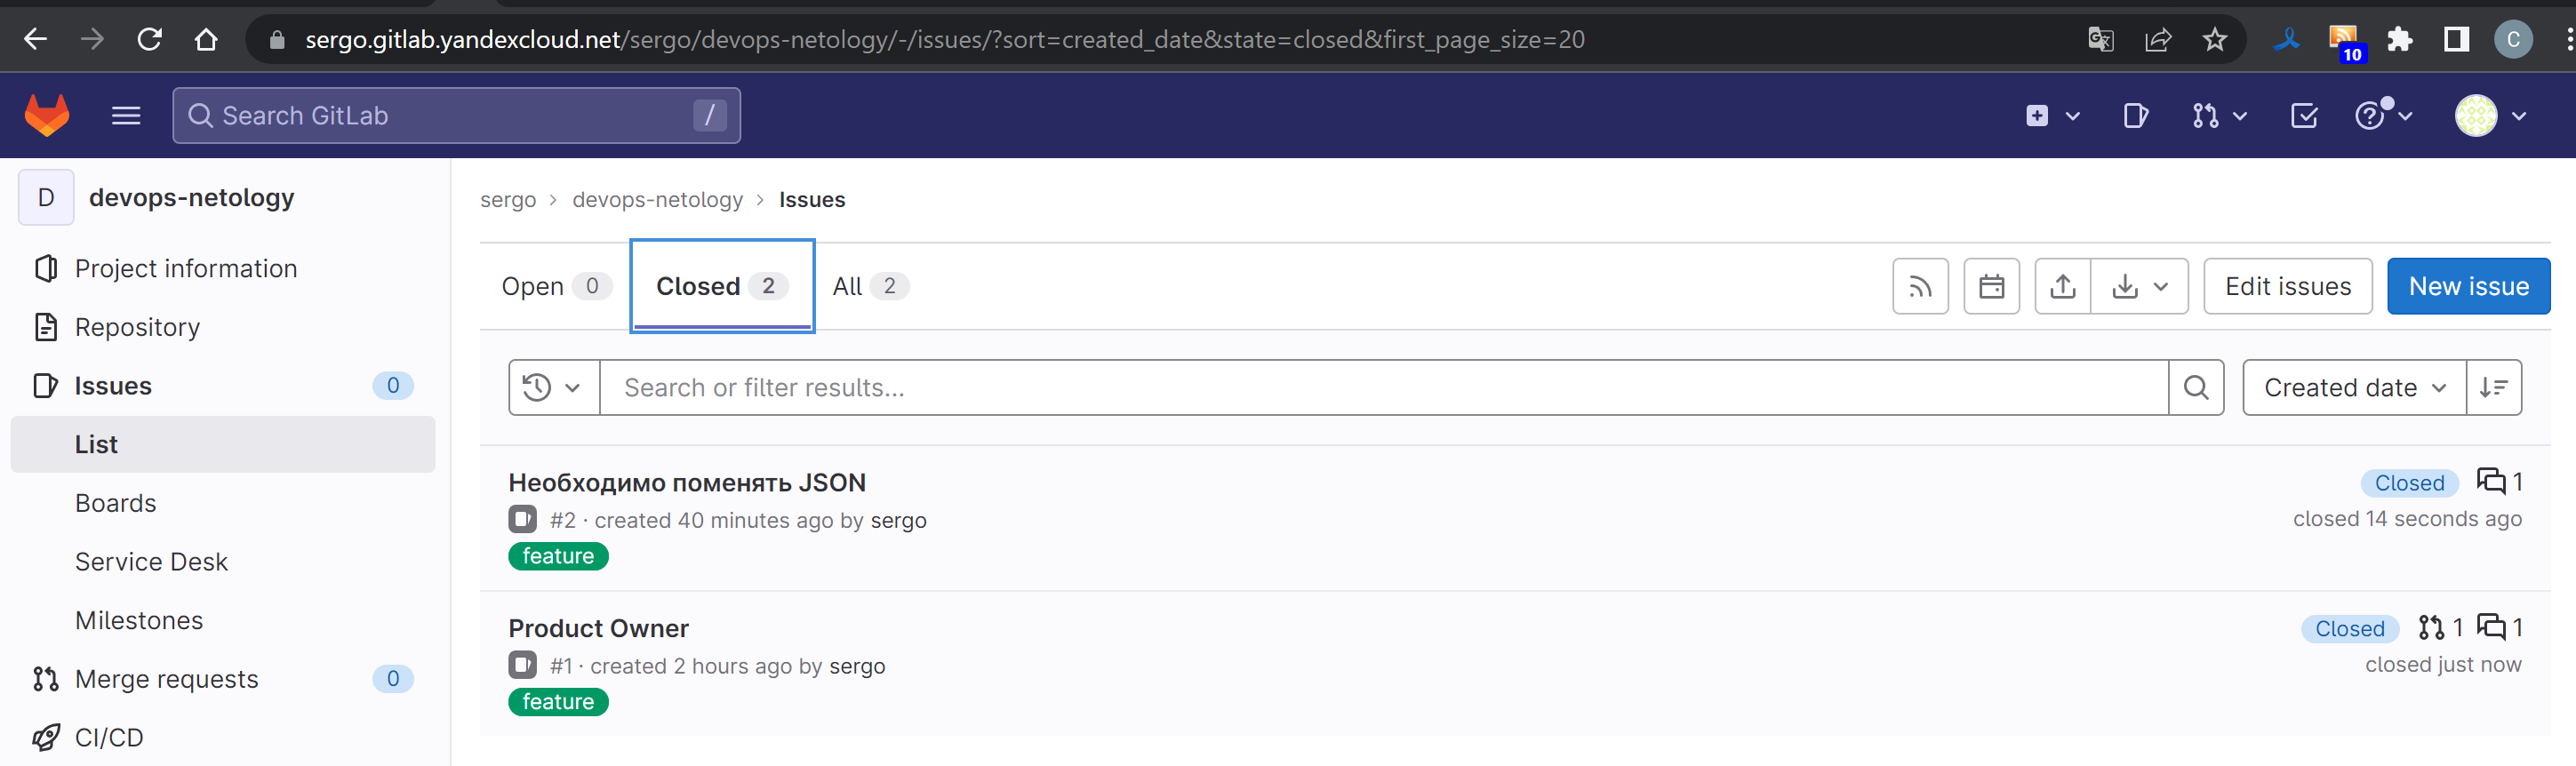 sergo.gitlab.yandexcloud.net/sergo/devops-netology/-/issues/?sort=created_date&state=closed&first_page_size=20
10
C
Search GitLab /
D devops-netology
Project information
Repository
Issues 0
List
Boards
Service Desk
Milestones
Merge requests 0
CI/CD
sergo > devops-netology > Issues
Open 0 Closed 2 All 2
Edit issues New issue
Search or filter results...
Created date
Необходимо поменять JSON
Closed 1
#2 · created 40 minutes ago by sergo
closed 14 seconds ago
feature
Product Owner
Closed 1 1
#1 · created 2 hours ago by sergo
closed just now
feature